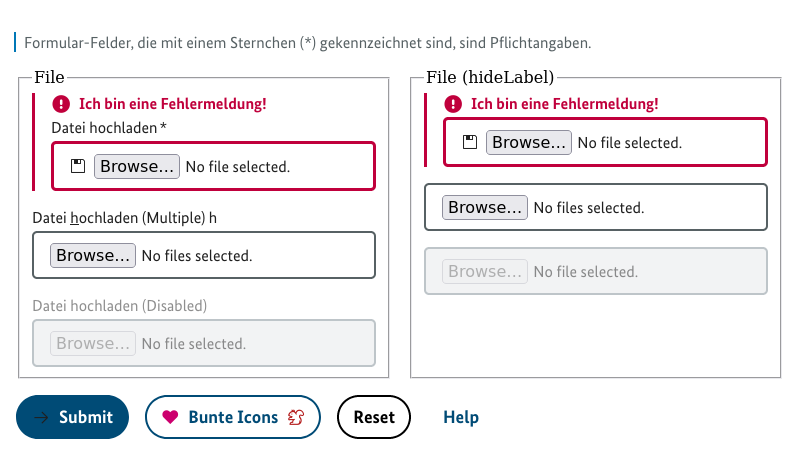 Formular-Felder, die mit einem Sternchen (*) gekennzeichnet sind, sind Pflichtangaben.
File
Ich bin eine Fehlermeldung!
Datei hochladen*
Browse... No file selected.
Datei hochladen (Multiple) h
Browse... No files selected.
Datei hochladen (Disabled)
Browse... No file selected.
File (hideLabel)
Ich bin eine Fehlermeldung!
Browse... No file selected.
Browse... No files selected.
Browse... No file selected.
Submit Bunte Icons Reset Help